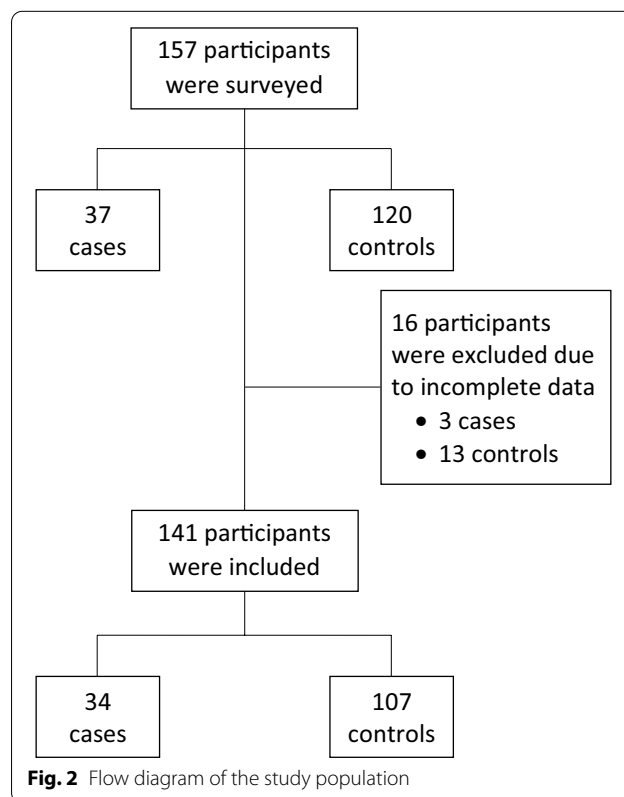 157 participants
were surveyed
37
cases
120
controls
16 participants
were excluded due
to incomplete data
• 3 cases
• 13 controls
141 participants
were included
34
cases
107
controls
Fig. 2 Flow diagram of the study population